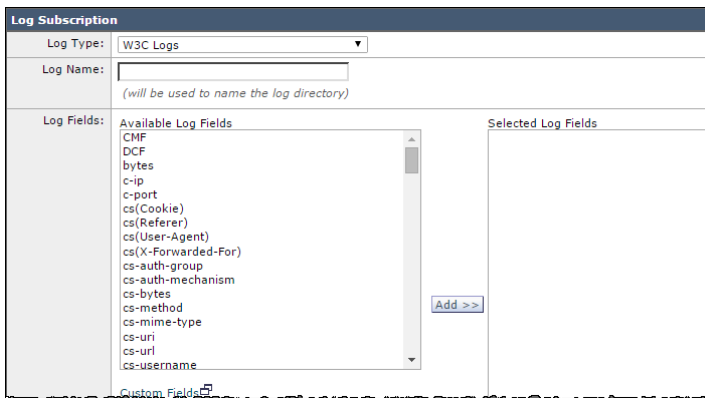 Log Subscription
Log Type: W3C Logs
Log Name:
(will be used to name the log directory)
Log Fields: Available Log Fields Selected Log Fields
CMF
DCF
bytes
c-ip
c-port
cs(Cookie)
cs(Referer)
cs(User-Agent)
cs(X-Forwarded-For)
cs-auth-group
cs-auth-mechanism
cs-bytes
Add >>
cs-method
cs-mime-type
cs-uri
cs-url
cs-username
Custom Fields